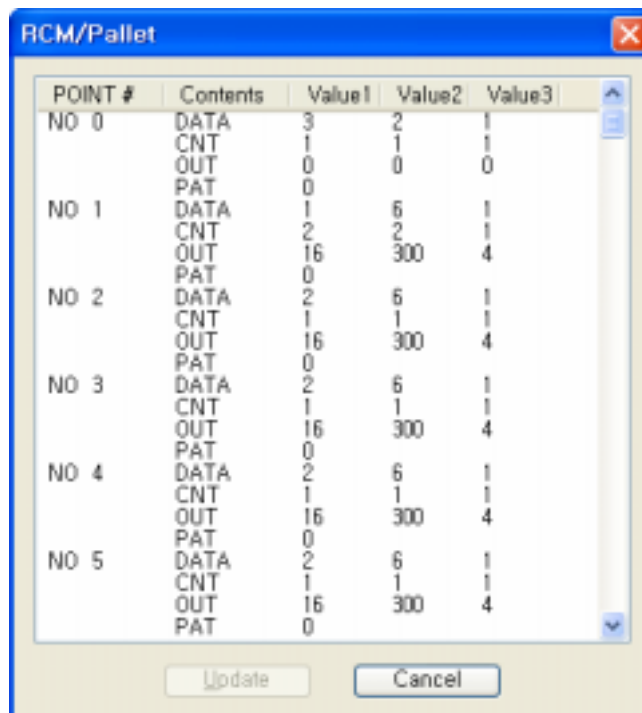 RCM/Pallet
POINT # Contents Value1 Value2 Value3
NO 0 DATA 3 2 1
CNT 1 1 1
OUT 0 0 0
PAT 0
NO 1 DATA 1 6 1
CNT 2 2 1
OUT 16 300 4
PAT 0
NO 2 DATA 2 6 1
CNT 1 1 1
OUT 16 300 4
PAT 0
NO 3 DATA 2 6 1
CNT 1 1 1
OUT 16 300 4
PAT 0
NO 4 DATA 2 6 1
CNT 1 1 1
OUT 16 300 4
PAT 0
NO 5 DATA 2 6 1
CNT 1 1 1
OUT 16 300 4
PAT 0
Update Cancel